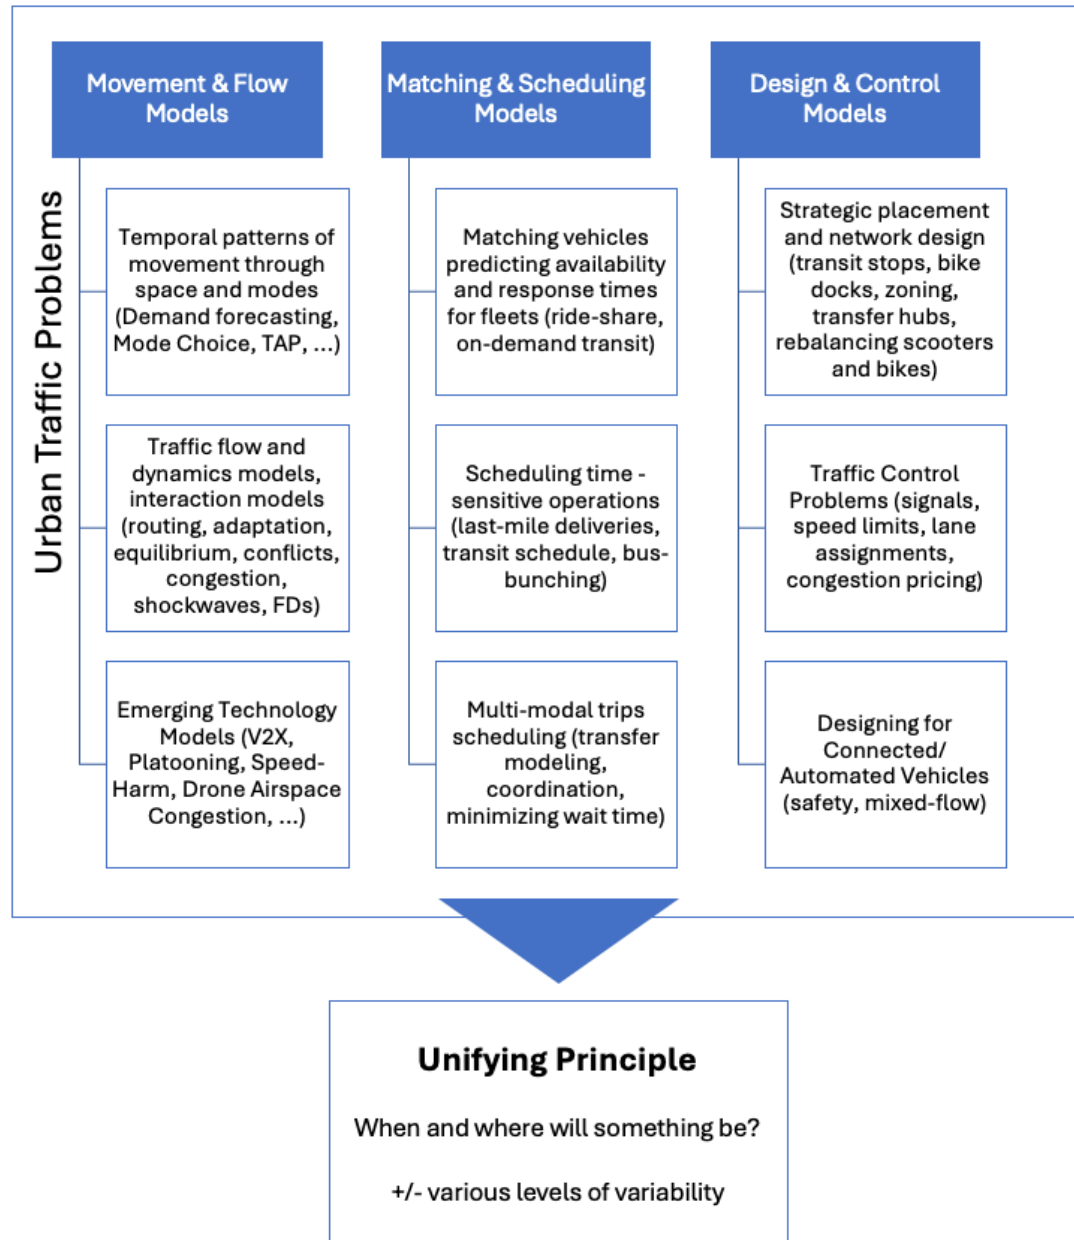 Urban Traffic Problems
Movement & Flow
Models
Temporal patterns of
movement through
space and modes
(Demand forecasting,
Mode Choice, TAP, ...)
Traffic flow and
dynamics models,
interaction models
(routing, adaptation,
equilibrium, conflicts,
congestion,
shockwaves, FDs)
Emerging Technology
Models (V2X,
Platooning, Speed-
Harm, Drone Airspace
Congestion, ...)
Matching & Scheduling
Models
Matching vehicles
predicting availability
and response times
for fleets (ride-share,
on-demand transit)
Scheduling time -
sensitive operations
(last-mile deliveries,
transit schedule, bus-
bunching)
Multi-modal trips
scheduling (transfer
modeling,
coordination,
minimizing wait time)
Design & Control
Models
Strategic placement
and network design
(transit stops, bike
docks, zoning,
transfer hubs,
rebalancing scooters
and bikes)
Traffic Control
Problems (signals,
speed limits, lane
assignments,
congestion pricing)
Designing for
Connected/
Automated Vehicles
(safety, mixed-flow)
Unifying Principle
When and where will something be?
+/- various levels of variability